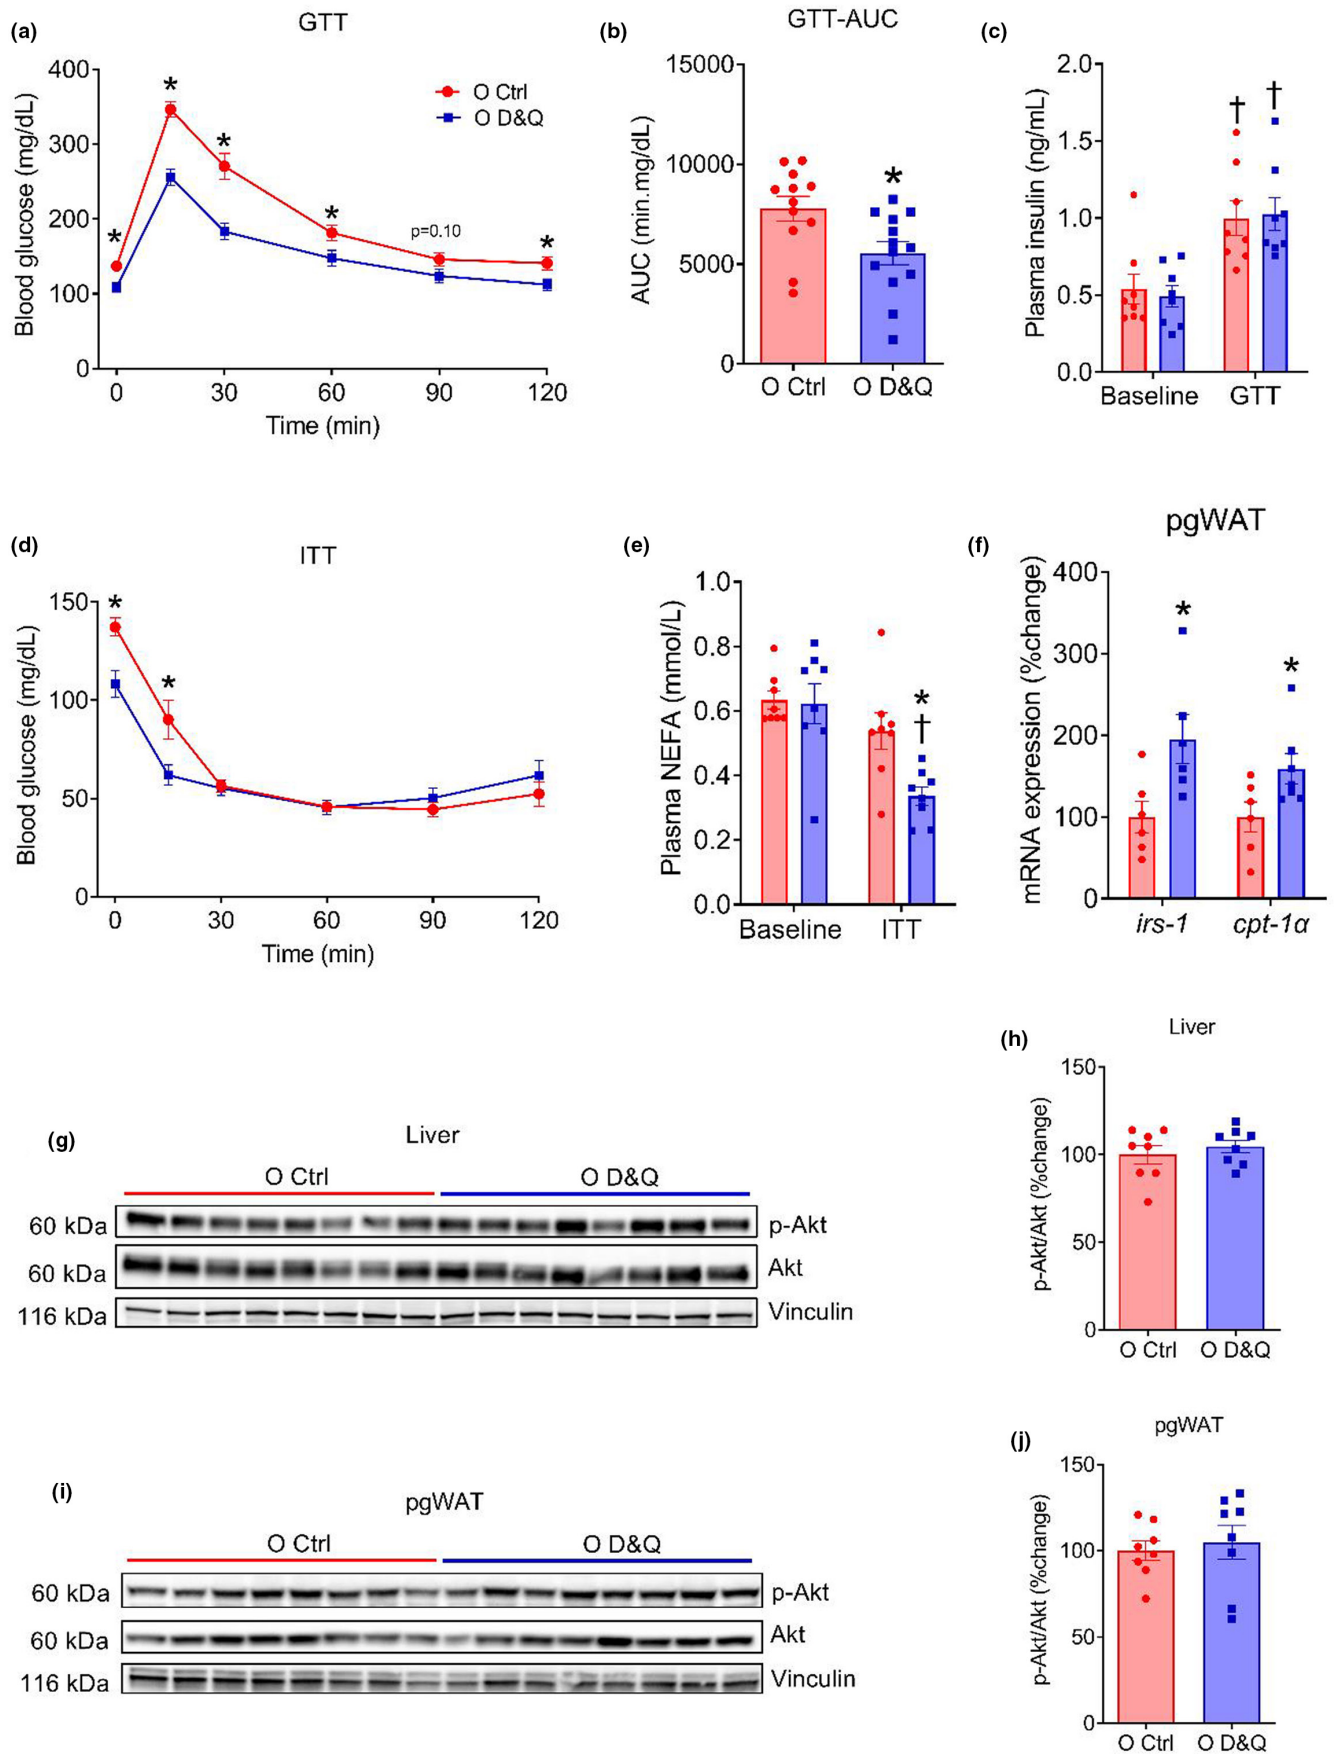 (a)
GTT
Blood glucose (mg/dL)
400
300
200
100
0
*
*
*
*
p=0.10
*
O Ctrl
O D&Q
0
30
60
90
120
Time (min)
(b)
GTT-AUC
AUC (min.mg/dL)
15000
10000
5000
0
*
O Ctrl
O D&Q
(c)
Plasma insulin (ng/mL)
2.0
1.5
1.0
0.5
0.0
†
†
Baseline
GTT
(d)
ITT
Blood glucose (mg/dL)
150
100
50
0
*
*
0
30
60
90
120
Time (min)
(e)
Plasma NEFA (mmol/L)
1.0
0.8
0.6
0.4
0.2
0.0
*
†
Baseline
ITT
(f)
pgWAT
mRNA expression (%change)
400
300
200
100
0
*
*
irs-1
cpt-1α
(g)
Liver
O Ctrl
O D&Q
60 kDa
p-Akt
60 kDa
Akt
116 kDa
Vinculin
(h)
Liver
p-Akt/Akt (%change)
150
100
50
0
O Ctrl
O D&Q
(i)
pgWAT
O Ctrl
O D&Q
60 kDa
p-Akt
60 kDa
Akt
116 kDa
Vinculin
(j)
pgWAT
p-Akt/Akt (%change)
150
100
50
0
O Ctrl
O D&Q